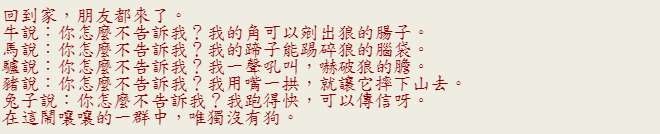 回到家，朋友都來了。
牛說：你怎麼不告訴我？我的角可以剜出狼的腸子。
馬說：你怎麼不告訴我？我的蹄子能踢碎狼的腦袋。
驢說：你怎麼不告訴我？我一聲吼叫，嚇破狼的膽。
豬說：你怎麼不告訴我？我用嘴一拱，就讓它摔下山去。
兔子說：你怎麼不告訴我？我跑得快，可以傳信呀。
在這鬧嚷嚷的一群中，唯獨沒有狗。